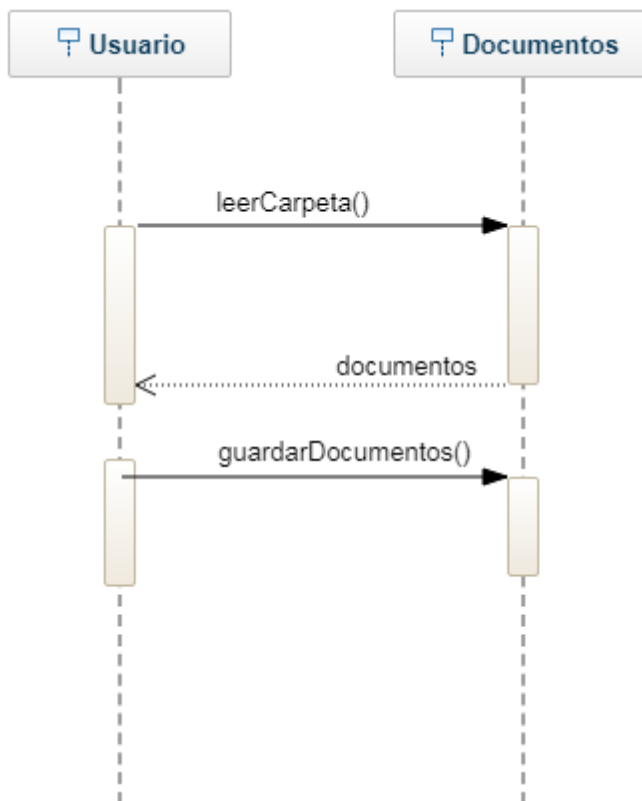 Usuario
Documentos
leerCarpeta()
documentos
guardarDocumentos()